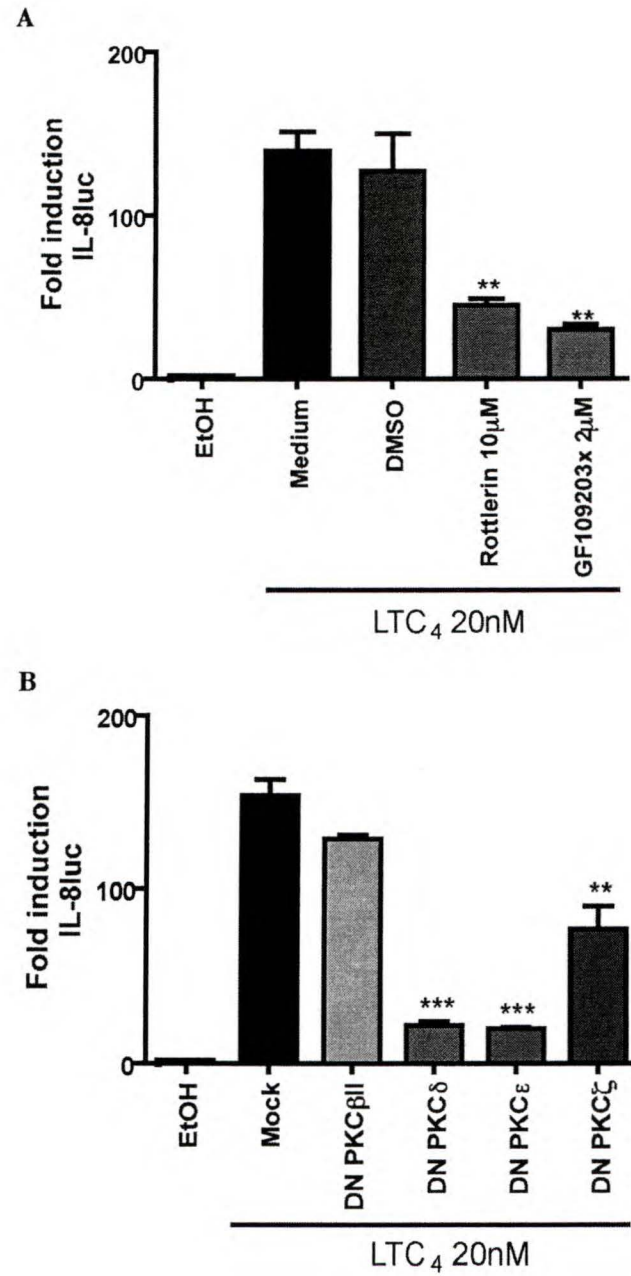 A
Fold induction
IL-8luc
200
100
0
**
**
EtOH
Medium
DMSO
Rottlerin 10µM
GF109203x 2µM
LTC₄ 20nM
B
Fold induction
IL-8luc
200
100
0
***
***
**
EtOH
Mock
DN PKCβII
DN PKCδ
DN PKCε
DN PKCζ
LTC₄ 20nM